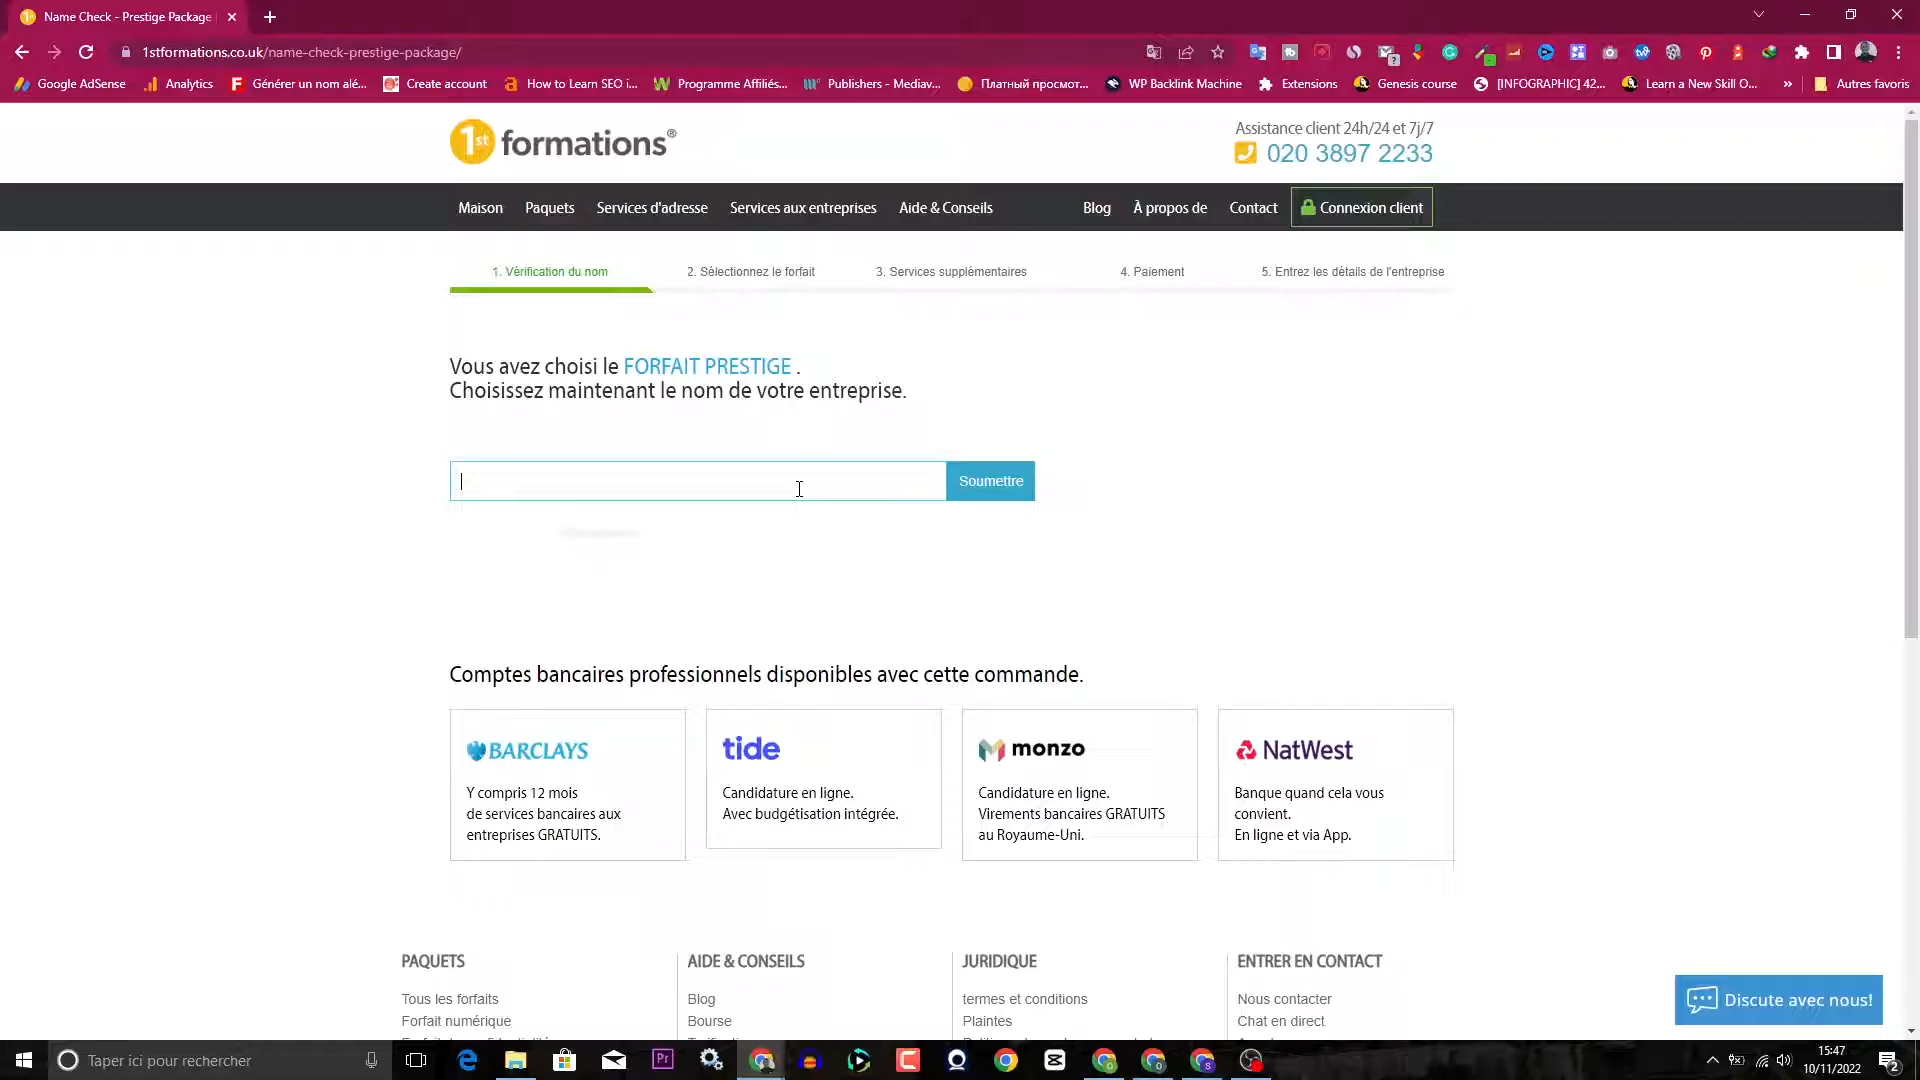 Name Check - Prestige Package
1stformations.co.uk/name-check-prestige-package/
Google AdSense
Analytics
Générer un nom alé...
Create account
How to Learn SEO i...
Programme Affiliés...
Publishers - Mediav...
Платный просмот...
WP Backlink Machine
Extensions
Genesis course
[INFOGRAPHIC] 42...
Learn a New Skill O...
»
Autres favoris
1st formations®
Assistance client 24h/24 et 7j/7
020 3897 2233
Maison
Paquets
Services d'adresse
Services aux entreprises
Aide & Conseils
Blog
À propos de
Contact
Connexion client
1. Vérification du nom
2. Sélectionnez le forfait
3. Services supplémentaires
4. Paiement
5. Entrez les détails de l'entreprise
Vous avez choisi le FORFAIT PRESTIGE .
Choisissez maintenant le nom de votre entreprise.
Soumettre
Comptes bancaires professionnels disponibles avec cette commande.
BARCLAYS
Y compris 12 mois
de services bancaires aux
entreprises GRATUITS.
tide
Candidature en ligne.
Avec budgétisation intégrée.
monzo
Candidature en ligne.
Virements bancaires GRATUITS
au Royaume-Uni.
NatWest
Banque quand cela vous
convient.
En ligne et via App.
PAQUETS
Tous les forfaits
Forfait numérique
AIDE & CONSEILS
Blog
Bourse
JURIDIQUE
termes et conditions
Plaintes
ENTRER EN CONTACT
Nous contacter
Chat en direct
Discute avec nous!
Taper ici pour rechercher
Pr
15:47
10/11/2022
2